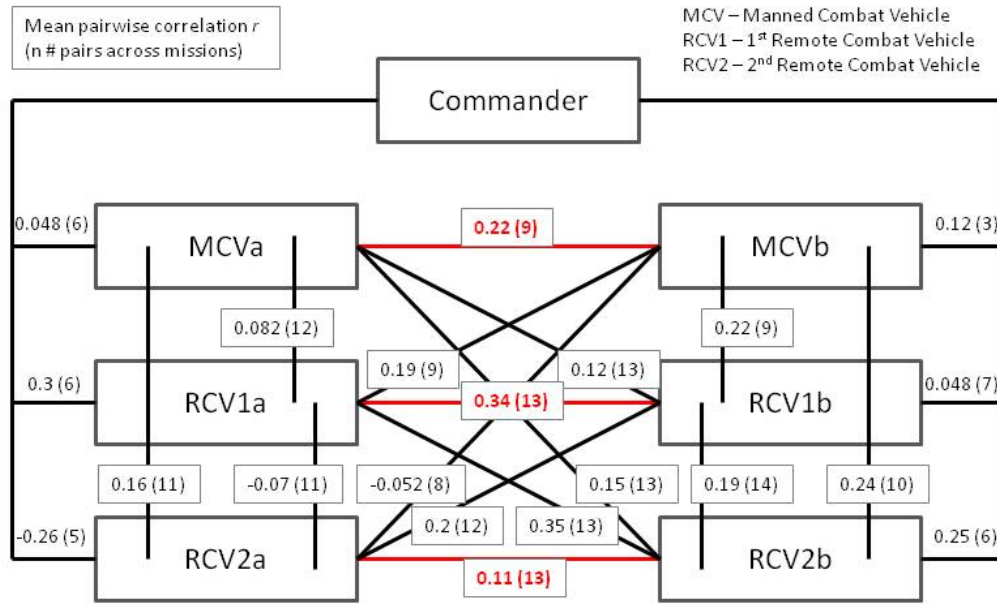 Mean pairwise correlation r
(n # pairs across missions)
MCV – Manned Combat Vehicle
RCV1 – 1st Remote Combat Vehicle
RCV2 – 2nd Remote Combat Vehicle
Commander
0.048 (6)
MCVa
0.22 (9)
MCVb
0.12 (3)
0.082 (12)
0.22 (9)
0.19 (9)
0.12 (13)
0.3 (6)
RCV1a
0.34 (13)
RCV1b
0.048 (7)
0.16 (11)
-0.07 (11)
-0.052 (8)
0.15 (13)
0.19 (14)
0.24 (10)
0.2 (12)
0.35 (13)
-0.26 (5)
RCV2a
0.11 (13)
RCV2b
0.25 (6)